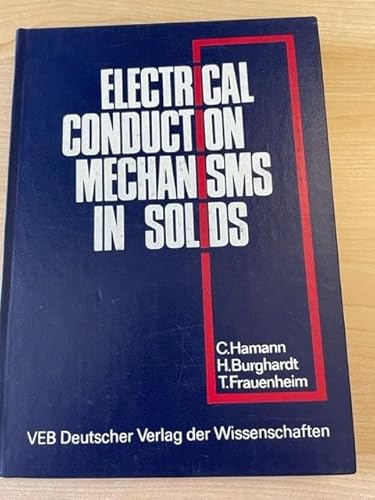 ELECTRICAL
CONDUCTION
MECHANISMS
IN SOLIDS
C. Hamann
H. Burghardt
T. Frauenheim
VEB Deutscher Verlag der Wissenschaften